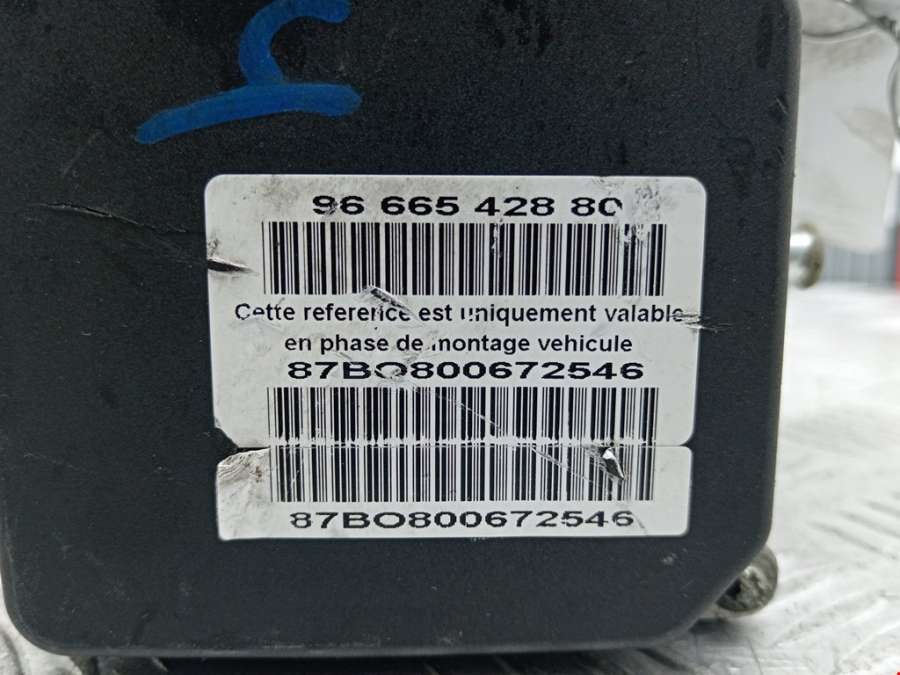 96 665 428 80
Cette reference est uniquement valable
en phase de montage vehicule
87BO800672546
87BO800672546